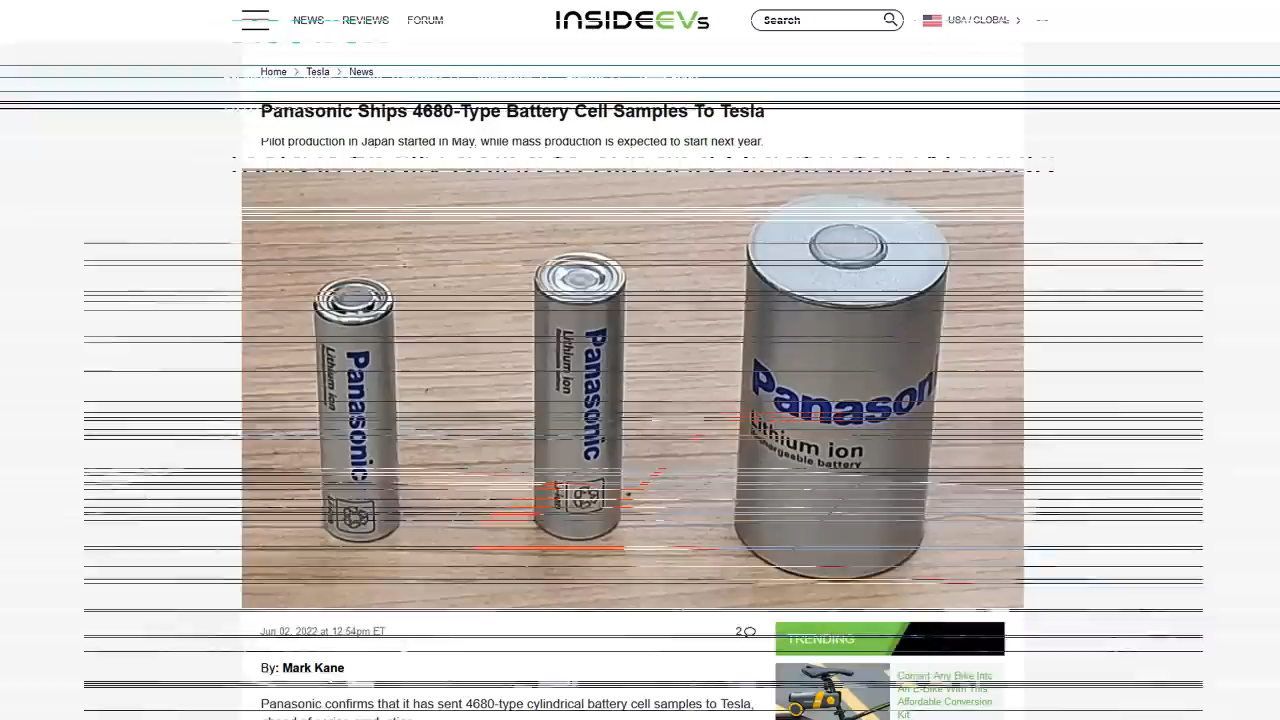 NEWS REVIEWS FORUM INSIDEEVs Search USA / GLOBAL
Home > Tesla > News
Panasonic Ships 4680-Type Battery Cell Samples To Tesla
Pilot production in Japan started in May, while mass production is expected to start next year.
Panasonic
Lithium ion
Panasonic
Lithium ion
Panason
Lithium ion
rechargeable battery
Jun 02, 2022 at 12:54pm ET
2
TRENDING
By: Mark Kane
Convert Any Bike Into
An E-Bike With This
Affordable Conversion
Kit
Panasonic confirms that it has sent 4680-type cylindrical battery cell samples to Tesla,